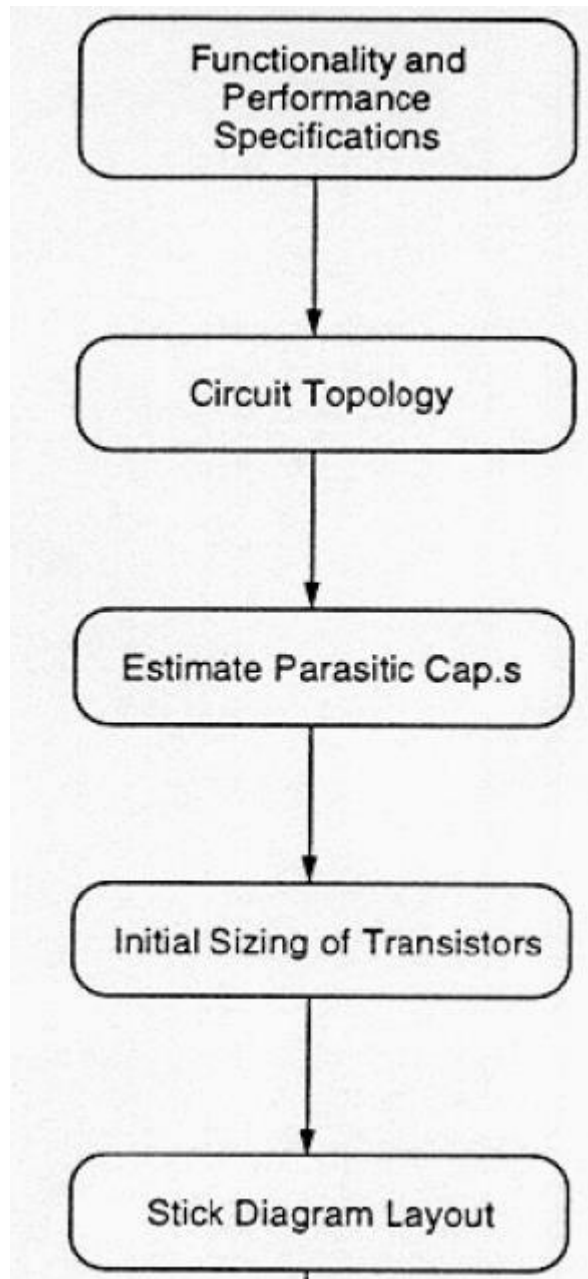 Functionality and
Performance
Specifications
Circuit Topology
Estimate Parasitic Cap.s
Initial Sizing of Transistors
Stick Diagram Layout